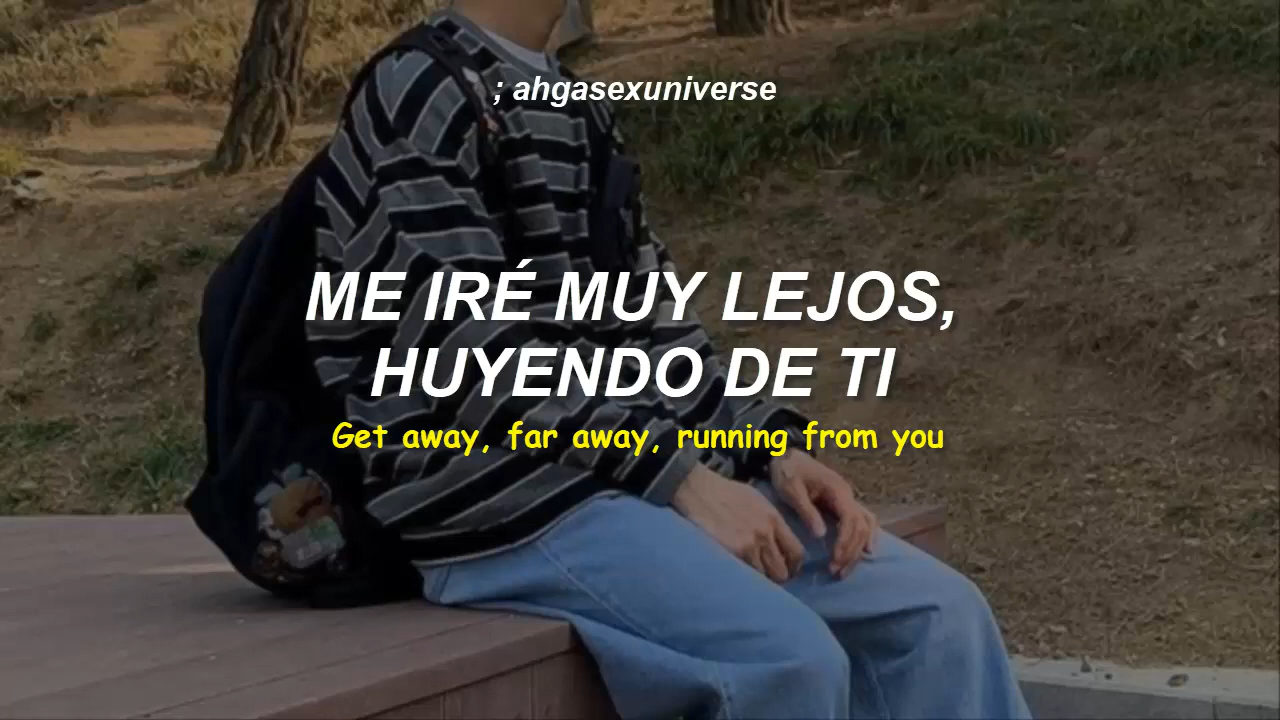 ; ahgasexuniverse
ME IRÉ MUY LEJOS,
HUYENDO DE TI
Get away, far away, running from you